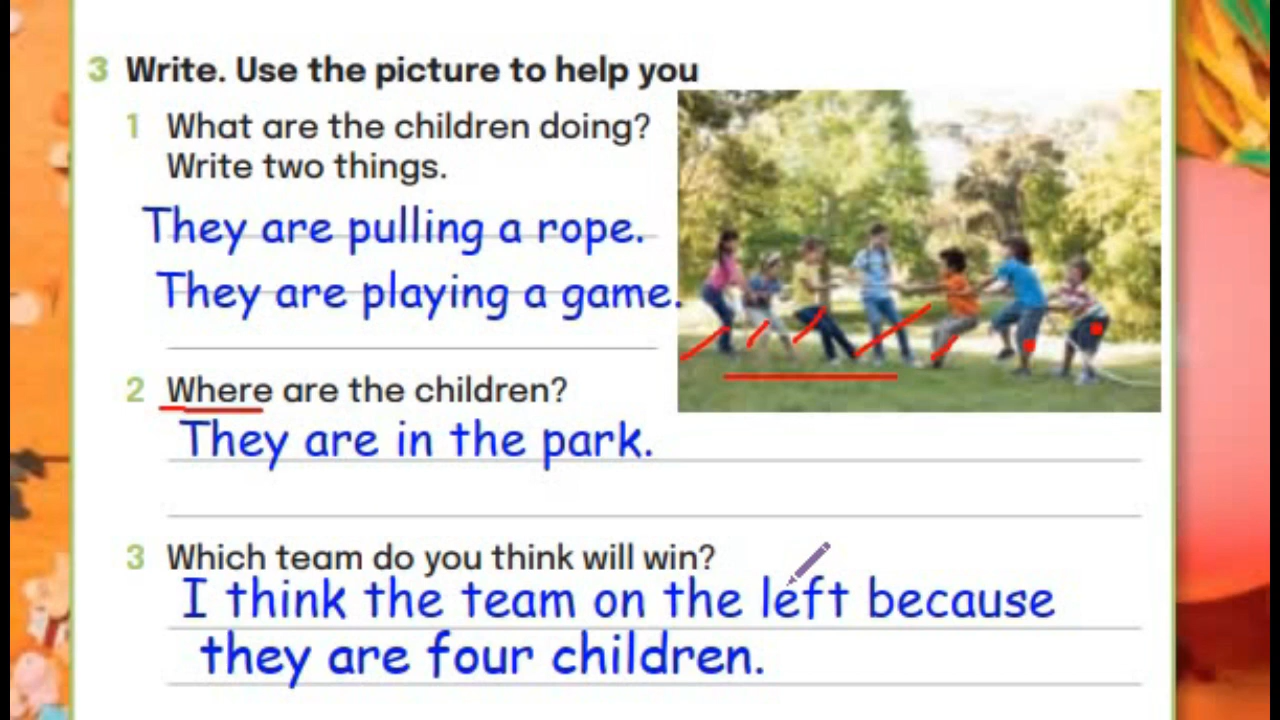 3 Write. Use the picture to help you
1 What are the children doing?
Write two things.
They are pulling a rope.
They are playing a game.
2 Where are the children?
They are in the park.
3 Which team do you think will win?
I think the team on the left because
they are four children.